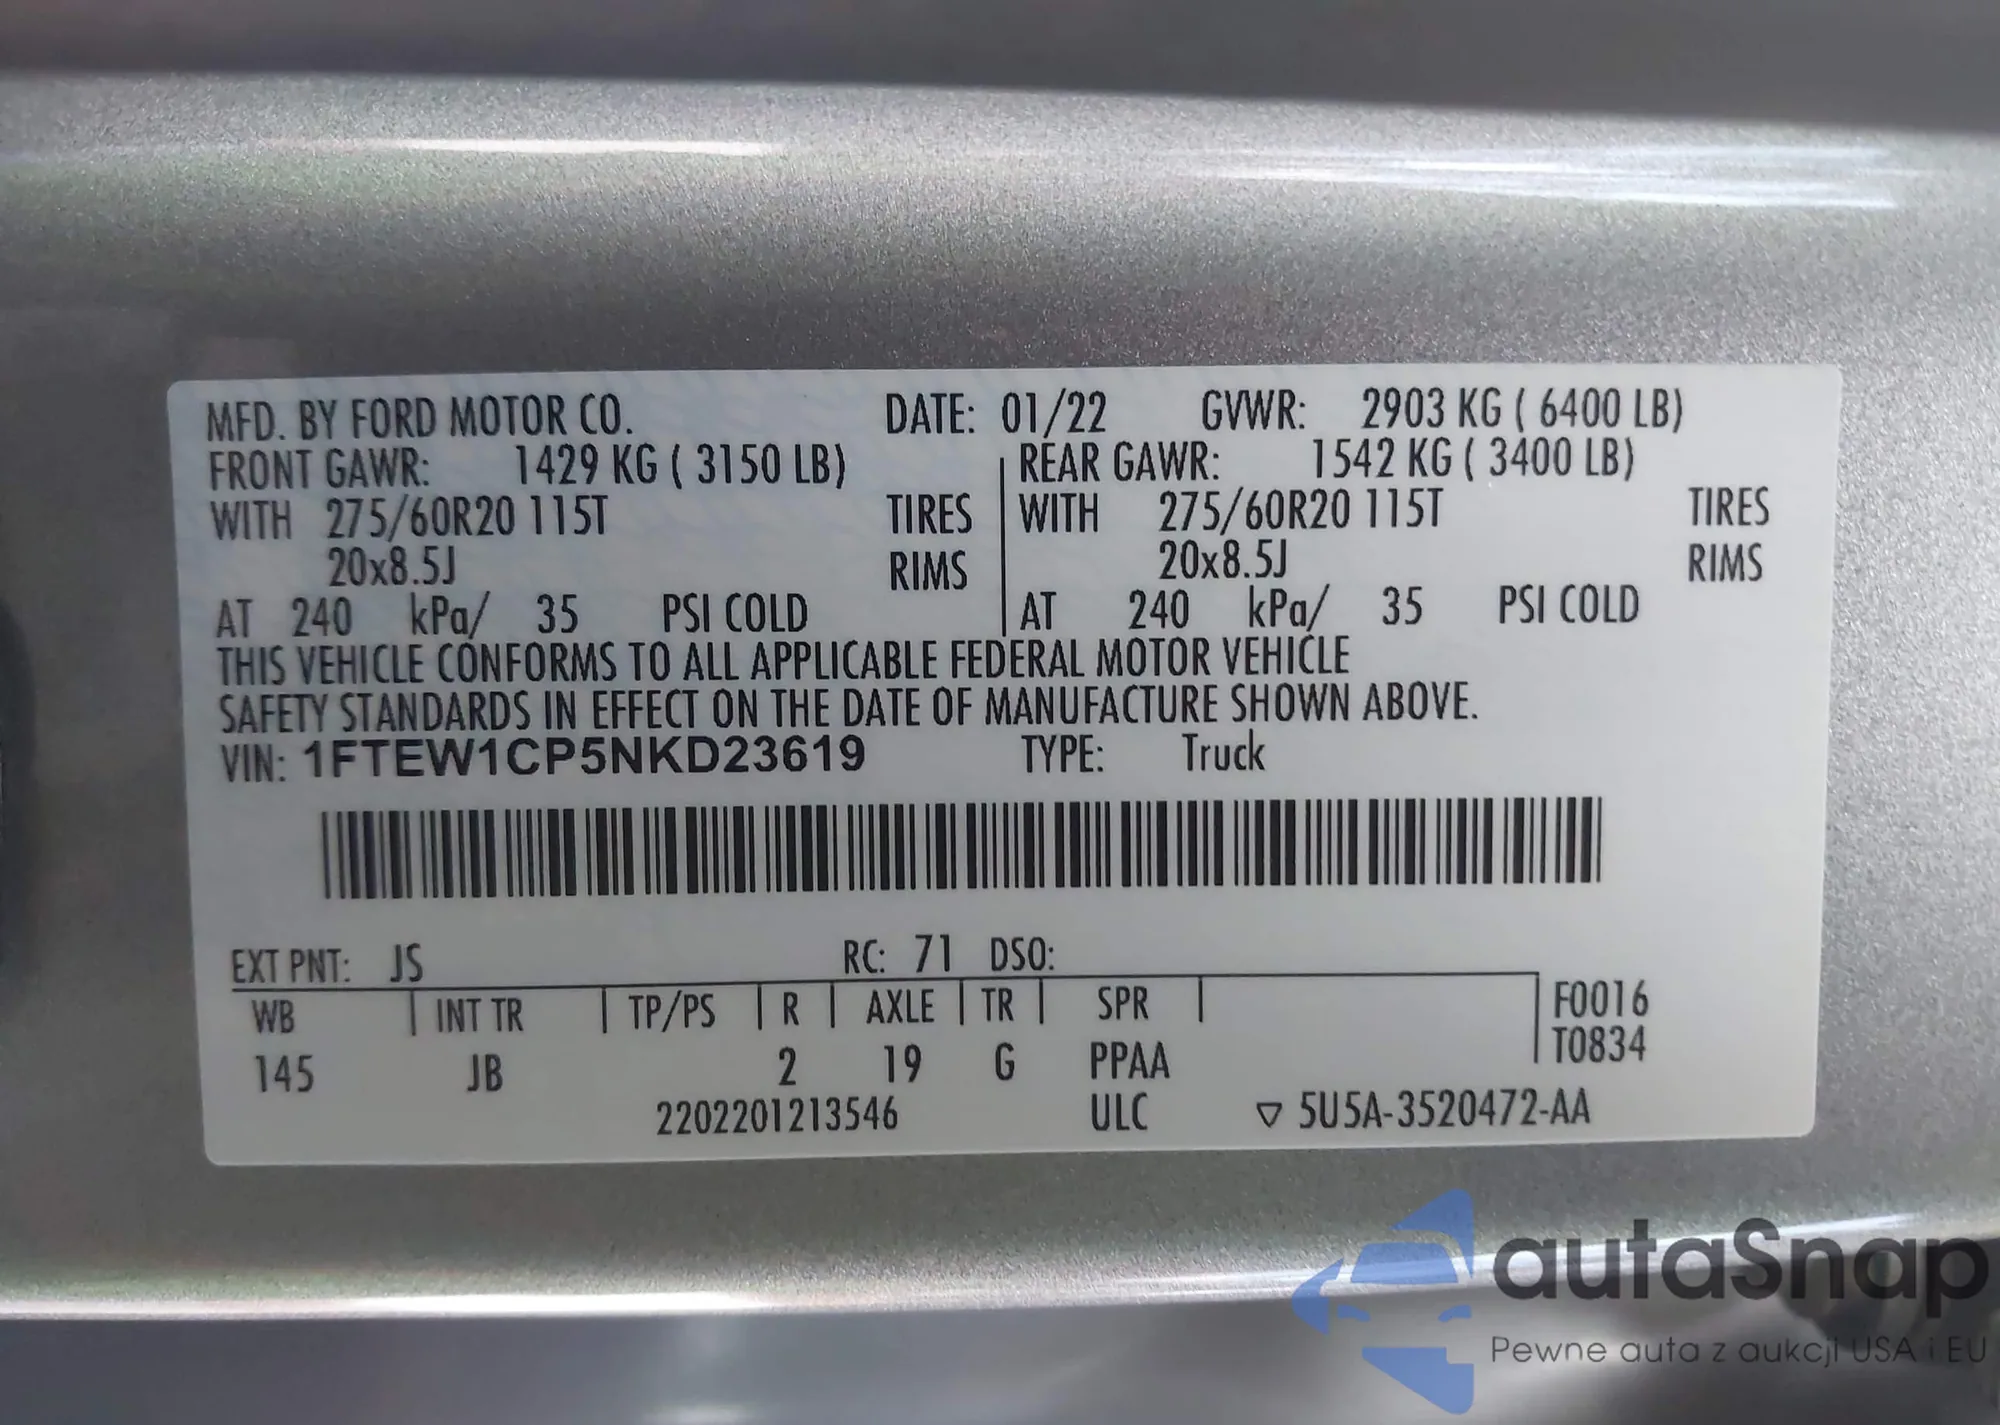 MFD. BY FORD MOTOR CO. DATE: 01/22 GVWR: 2903 KG ( 6400 LB)
FRONT GAWR: 1429 KG ( 3150 LB) REAR GAWR: 1542 KG ( 3400 LB)
WITH 275/60R20 115T TIRES WITH 275/60R20 115T TIRES
20x8.5J RIMS 20x8.5J RIMS
AT 240 kPa/ 35 PSI COLD AT 240 kPa/ 35 PSI COLD
THIS VEHICLE CONFORMS TO ALL APPLICABLE FEDERAL MOTOR VEHICLE
SAFETY STANDARDS IN EFFECT ON THE DATE OF MANUFACTURE SHOWN ABOVE.
VIN: 1FTEW1CP5NKD23619 TYPE: Truck
EXT PNT: JS RC: 71 DSO:
WB INT TR TP/PS R AXLE TR SPR F0016
T0834
145 JB 2 19 G PPAA
2202201213546 ULC ▽ 5U5A-3520472-AA
autaSnap
Pewne auta z aukcji USA i EU